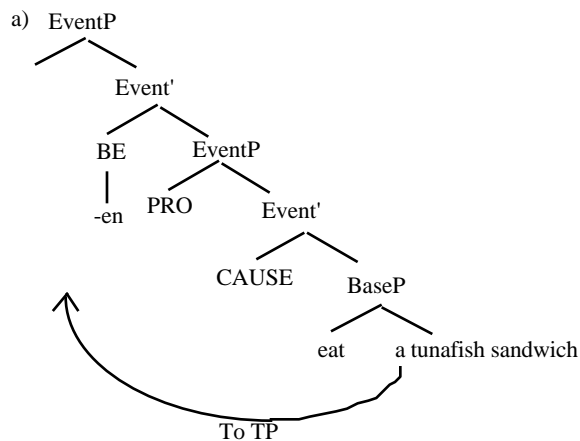 a) EventP
Event'
BE EventP
-en PRO Event'
CAUSE BaseP
eat a tunafish sandwich
To TP